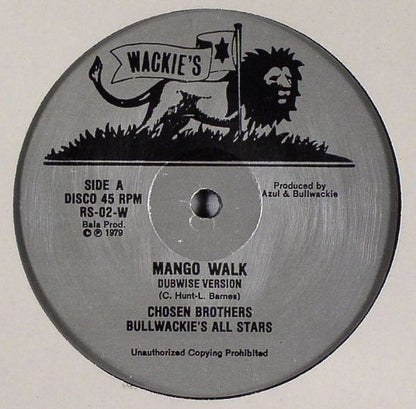 WACKIE'S
SIDE A
DISCO 45 RPM
RS-02-W
Bala Prod.
© ℗ 1979
Produced by
Azul & Bullwackie
MANGO WALK
DUBWISE VERSION
(C. Hunt-L. Barnes)
CHOSEN BROTHERS
BULLWACKIE'S ALL STARS
Unauthorized Copying Prohibited